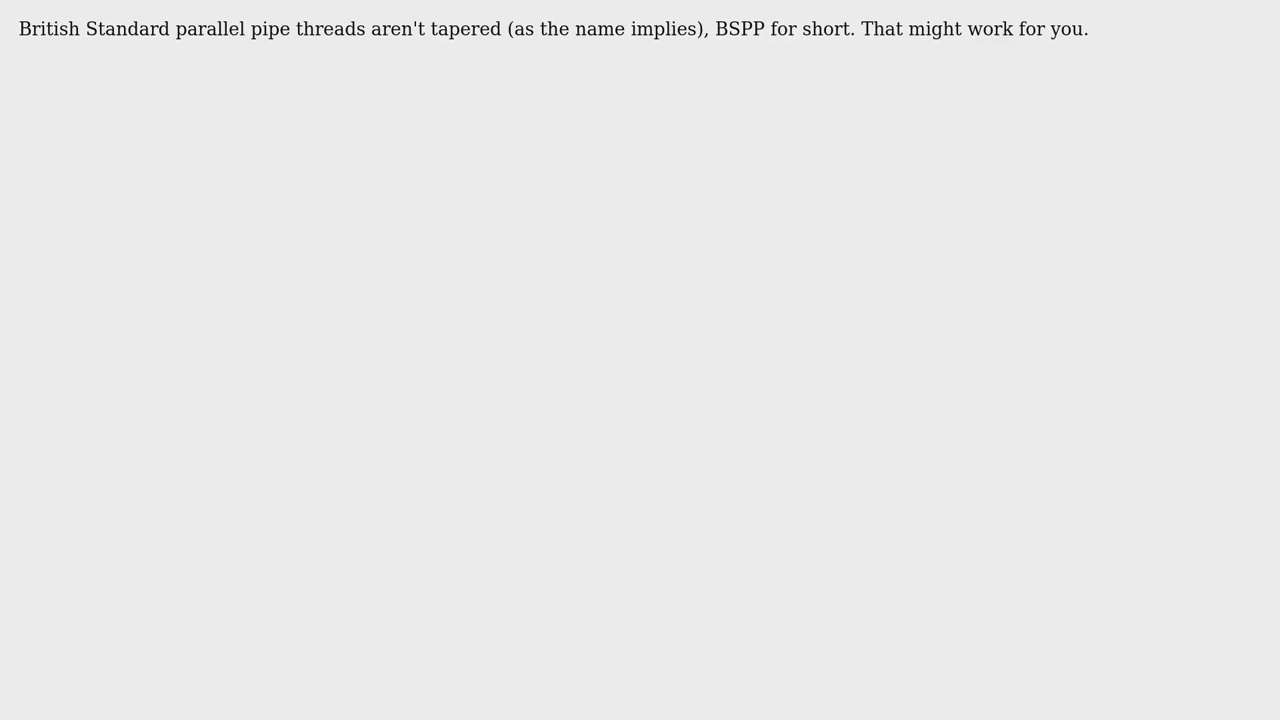 British Standard parallel pipe threads aren't tapered (as the name implies), BSPP for short. That might work for you.